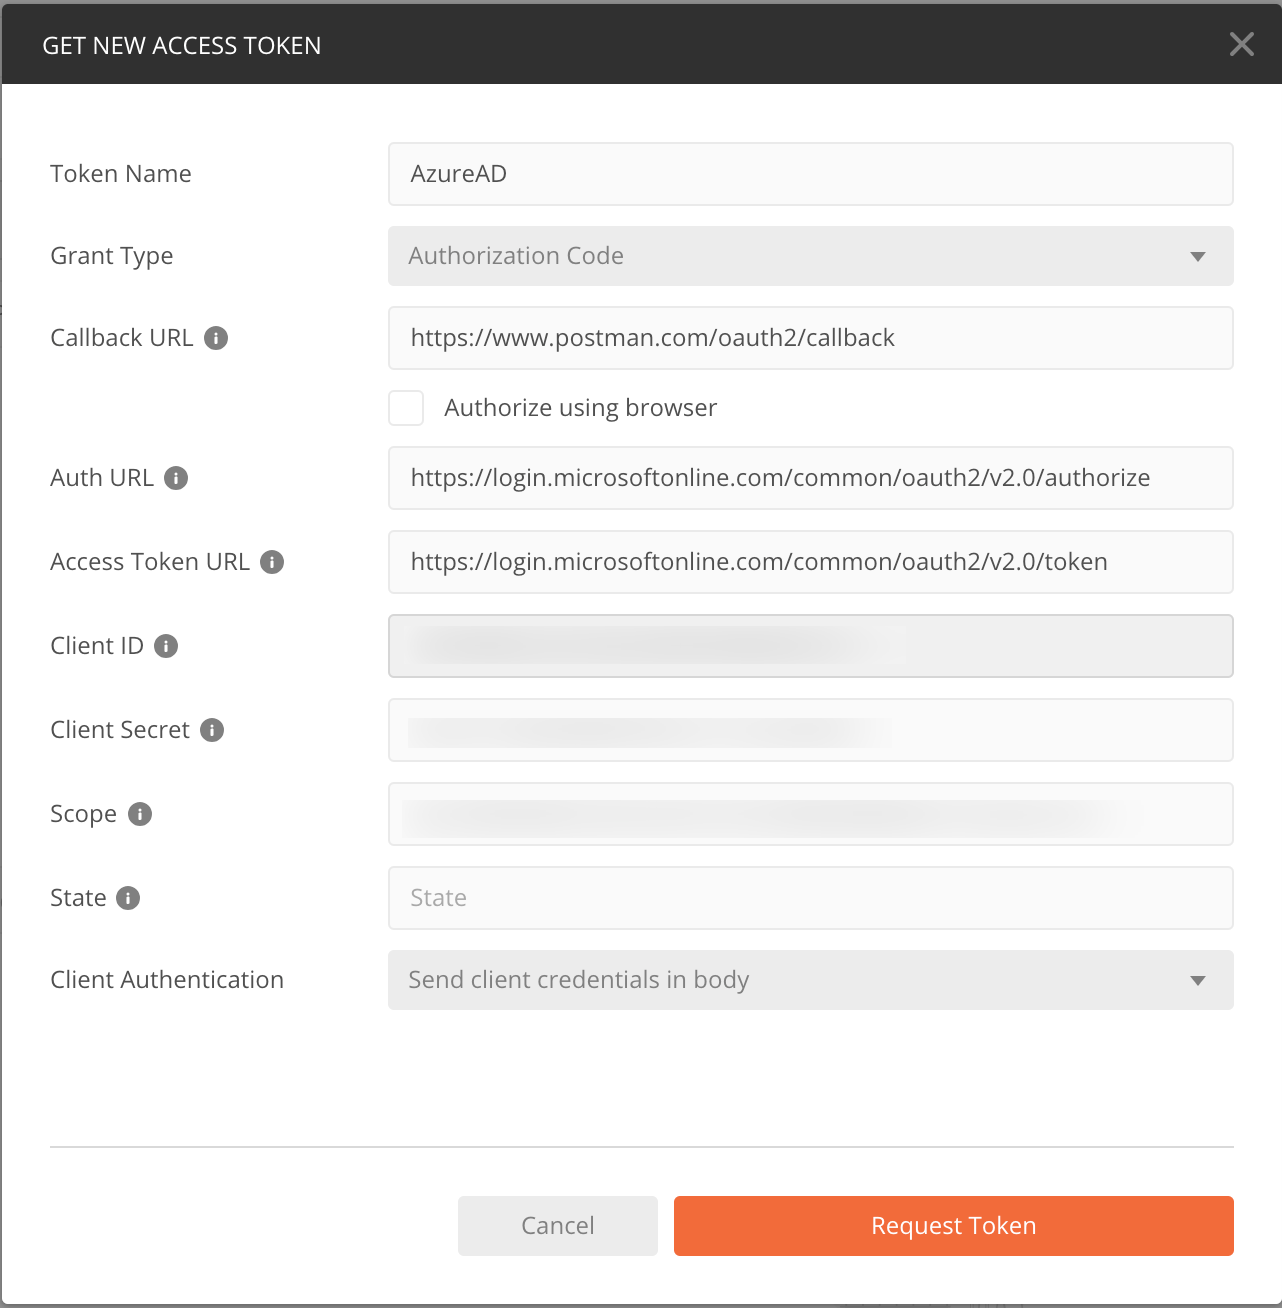 GET NEW ACCESS TOKEN
Token Name
AzureAD
Grant Type
Authorization Code
Callback URL
https://www.postman.com/oauth2/callback
Authorize using browser
Auth URL
https://login.microsoftonline.com/common/oauth2/v2.0/authorize
Access Token URL
https://login.microsoftonline.com/common/oauth2/v2.0/token
Client ID
Client Secret
Scope
State
State
Client Authentication
Send client credentials in body
Cancel
Request Token